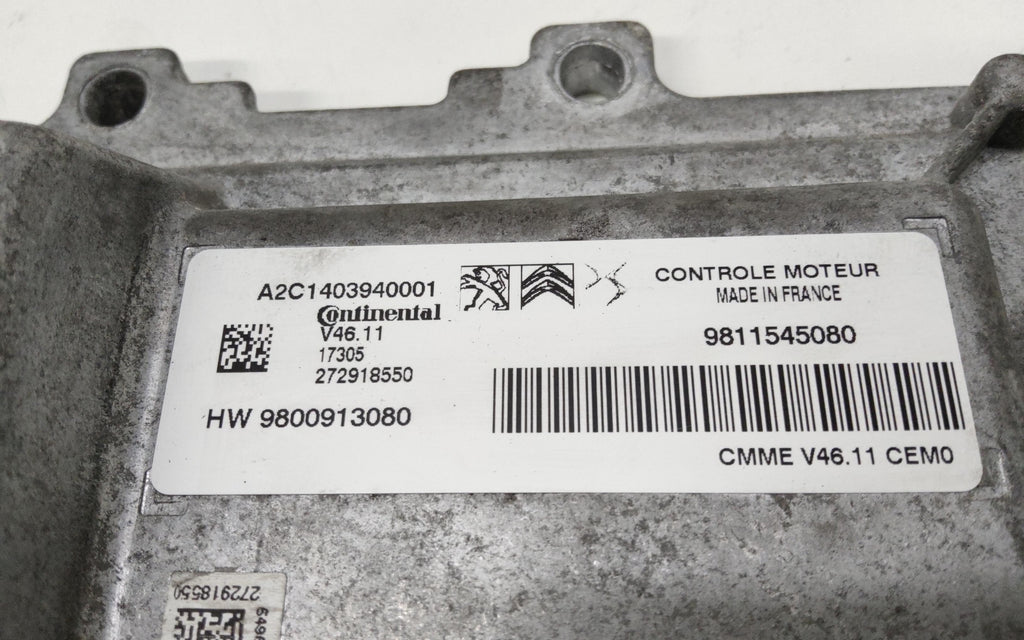 A2C1403940001
Continental
V46.11
17305
272918550
HW 9800913080
CONTROLE MOTEUR
MADE IN FRANCE
9811545080
CMME V46.11 CEM0
272918550